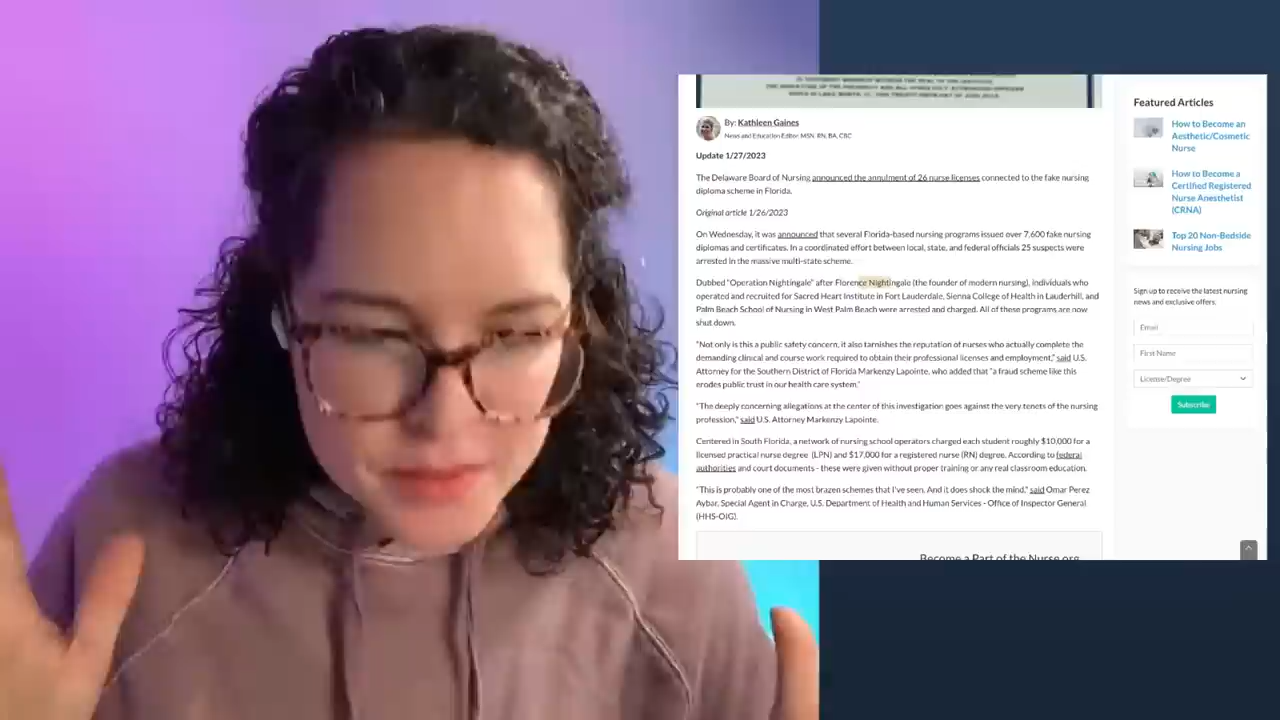 By: Kathleen Gaines
News and Education Editor, MSN, RN, BA, CBC
Update 1/27/2023
The Delaware Board of Nursing announced the annulment of 26 nurse licenses connected to the fake nursing
diploma scheme in Florida.
Original article 1/26/2023
On Wednesday, it was announced that several Florida-based nursing programs issued over 7,600 fake nursing
diplomas and certificates. In a coordinated effort between local, state, and federal officials 25 suspects were
arrested in the massive multi-state scheme.
Dubbed "Operation Nightingale" after Florence Nightingale (the founder of modern nursing), individuals who
operated and recruited for Sacred Heart Institute in Fort Lauderdale, Sienna College of Health in Lauderhill, and
Palm Beach School of Nursing in West Palm Beach were arrested and charged. All of these programs are now
shut down.
"Not only is this a public safety concern, it also tarnishes the reputation of nurses who actually complete the
demanding clinical and course work required to obtain their professional licenses and employment," said U.S.
Attorney for the Southern District of Florida Markenzy Lapointe, who added that "a fraud scheme like this
erodes public trust in our health care system."
"The deeply concerning allegations at the center of this investigation goes against the very tenets of the nursing
profession," said U.S. Attorney Markenzy Lapointe.
Centered in South Florida, a network of nursing school operators charged each student roughly $10,000 for a
licensed practical nurse degree (LPN) and $17,000 for a registered nurse (RN) degree. According to federal
authorities and court documents - these were given without proper training or any real classroom education.
"This is probably one of the most brazen schemes that I've seen. And it does shock the mind," said Omar Perez
Aybar, Special Agent in Charge, U.S. Department of Health and Human Services - Office of Inspector General
(HHS-OIG).
Become a Part of the Nurse.org
Featured Articles
How to Become an
Aesthetic/Cosmetic
Nurse
How to Become a
Certified Registered
Nurse Anesthetist
(CRNA)
Top 20 Non-Bedside
Nursing Jobs
Sign up to receive the latest nursing
news and exclusive offers.
Email
First Name
License/Degree
Subscribe